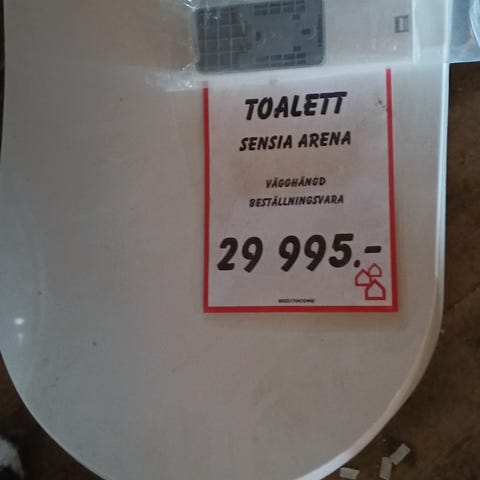 TOALETT
SENSIA ARENA
VÄGGHÄNGD
BESTÄLLNINGSVARA
29 995.-